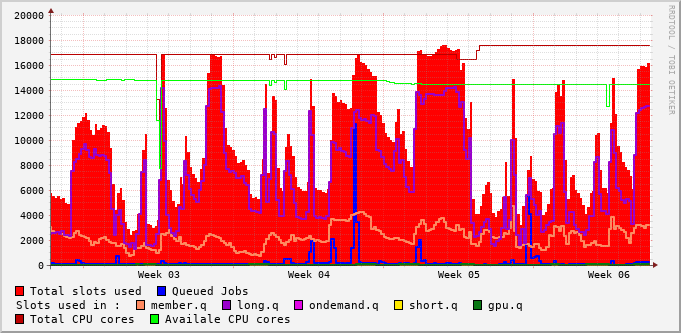 20000
18000
16000
14000
12000
10000
8000
6000
4000
2000
0
Week 03 Week 04 Week 05 Week 06
RRDTOOL / TOBI OETIKER
Total slots used Queued Jobs
Slots used in : member.q long.q ondemand.q short.q gpu.q
Total CPU cores Availale CPU cores